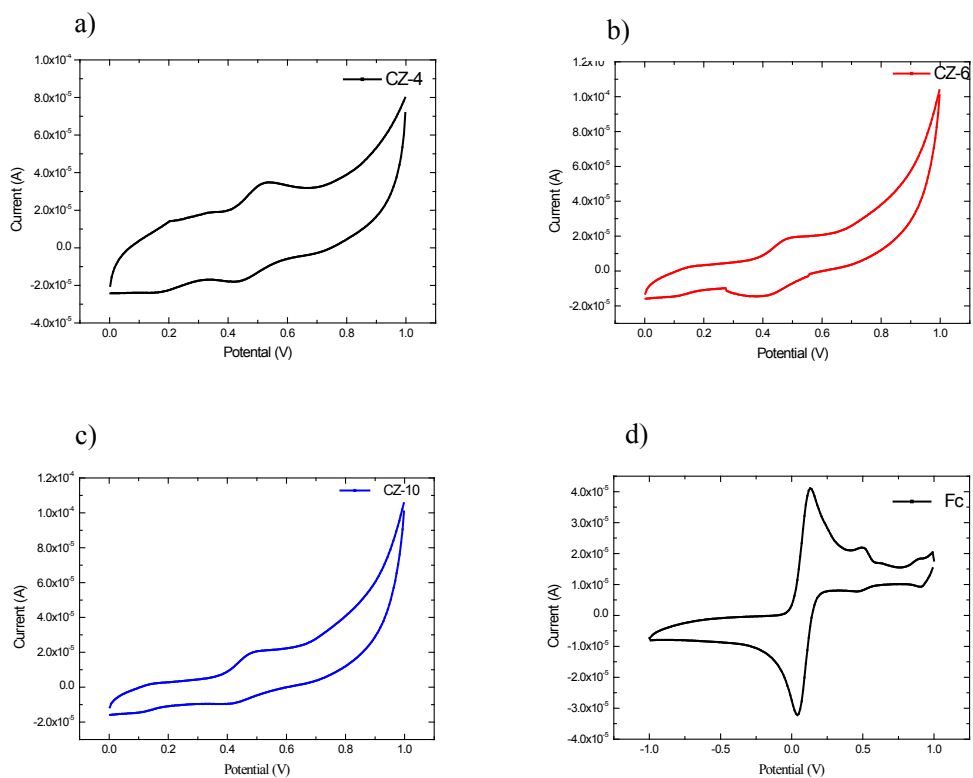 a)
CZ-4
1.0x10⁻⁴
8.0x10⁻⁵
6.0x10⁻⁵
4.0x10⁻⁵
2.0x10⁻⁵
0.0
-2.0x10⁻⁵
-4.0x10⁻⁵
Current (A)
0.0 0.2 0.4 0.6 0.8 1.0
Potental (V)
b)
CZ-6
1.0x10⁻⁴
8.0x10⁻⁵
6.0x10⁻⁵
4.0x10⁻⁵
2.0x10⁻⁵
0.0
-2.0x10⁻⁵
Current (A)
0.0 0.2 0.4 0.6 0.8 1.0
Potential (V)
c)
CZ-10
1.2x10⁻⁴
1.0x10⁻⁴
8.0x10⁻⁵
6.0x10⁻⁵
4.0x10⁻⁵
2.0x10⁻⁵
0.0
-2.0x10⁻⁵
Current (A)
0.0 0.2 0.4 0.6 0.8 1.0
Potential (V)
d)
Fc
4.0x10⁻⁵
3.0x10⁻⁵
2.0x10⁻⁵
1.0x10⁻⁵
0.0
-1.0x10⁻⁵
-2.0x10⁻⁵
-3.0x10⁻⁵
-4.0x10⁻⁵
Current (A)
-1.0 -0.5 0.0 0.5 1.0
Potential (V)